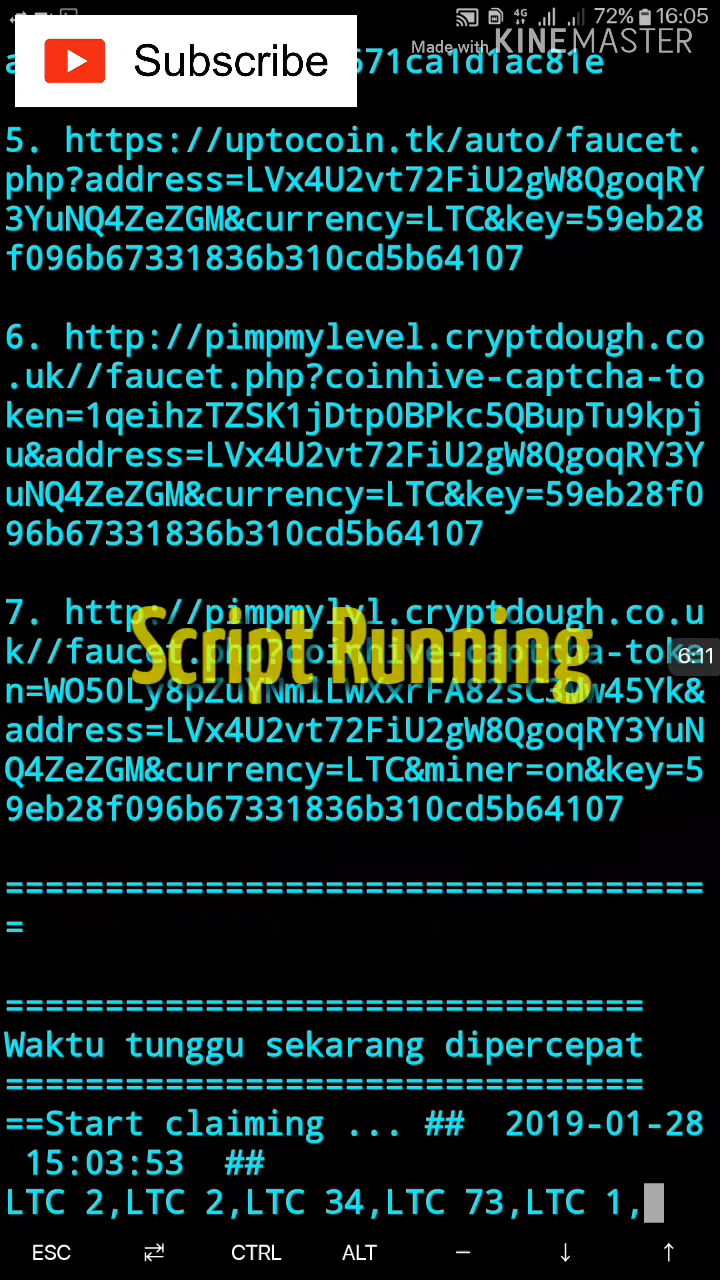 4G 72% 16:05
Made with KINEMASTER
Subscribe
671ca1d1ac81e
5. https://uptocoin.tk/auto/faucet.
php?address=LVx4U2vt72FiU2gW8QgoqRY
3YuNQ4ZeZGM&currency=LTC&key=59eb28
f096b67331836b310cd5b64107
6. http://pimpmylevel.cryptdough.co
.uk//faucet.php?coinhive-captcha-to
ken=1qeihzTZSK1jDtp0BPkc5QBupTu9kpj
u&address=LVx4U2vt72FiU2gW8QgoqRY3Y
uNQ4ZeZGM&currency=LTC&key=59eb28f0
96b67331836b310cd5b64107
7. http://pimpmylvl.cryptdough.co.u
Script Running
k//faucet.php?coinhive-captcha-toke
6:11
address=LVx4U2vt72FiU2gW8QgoqRY3YuN
Q4ZeZGM&currency=LTC&miner=on&key=5
9eb28f096b67331836b310cd5b64107
===================================
=
================================
Waktu tunggu sekarang dipercepat
================================
==Start claiming ... ## 2019-01-28
15:03:53 ##
LTC 2,LTC 2,LTC 34,LTC 73,LTC 1,
ESC ⇄ CTRL ALT — ↓ ↑